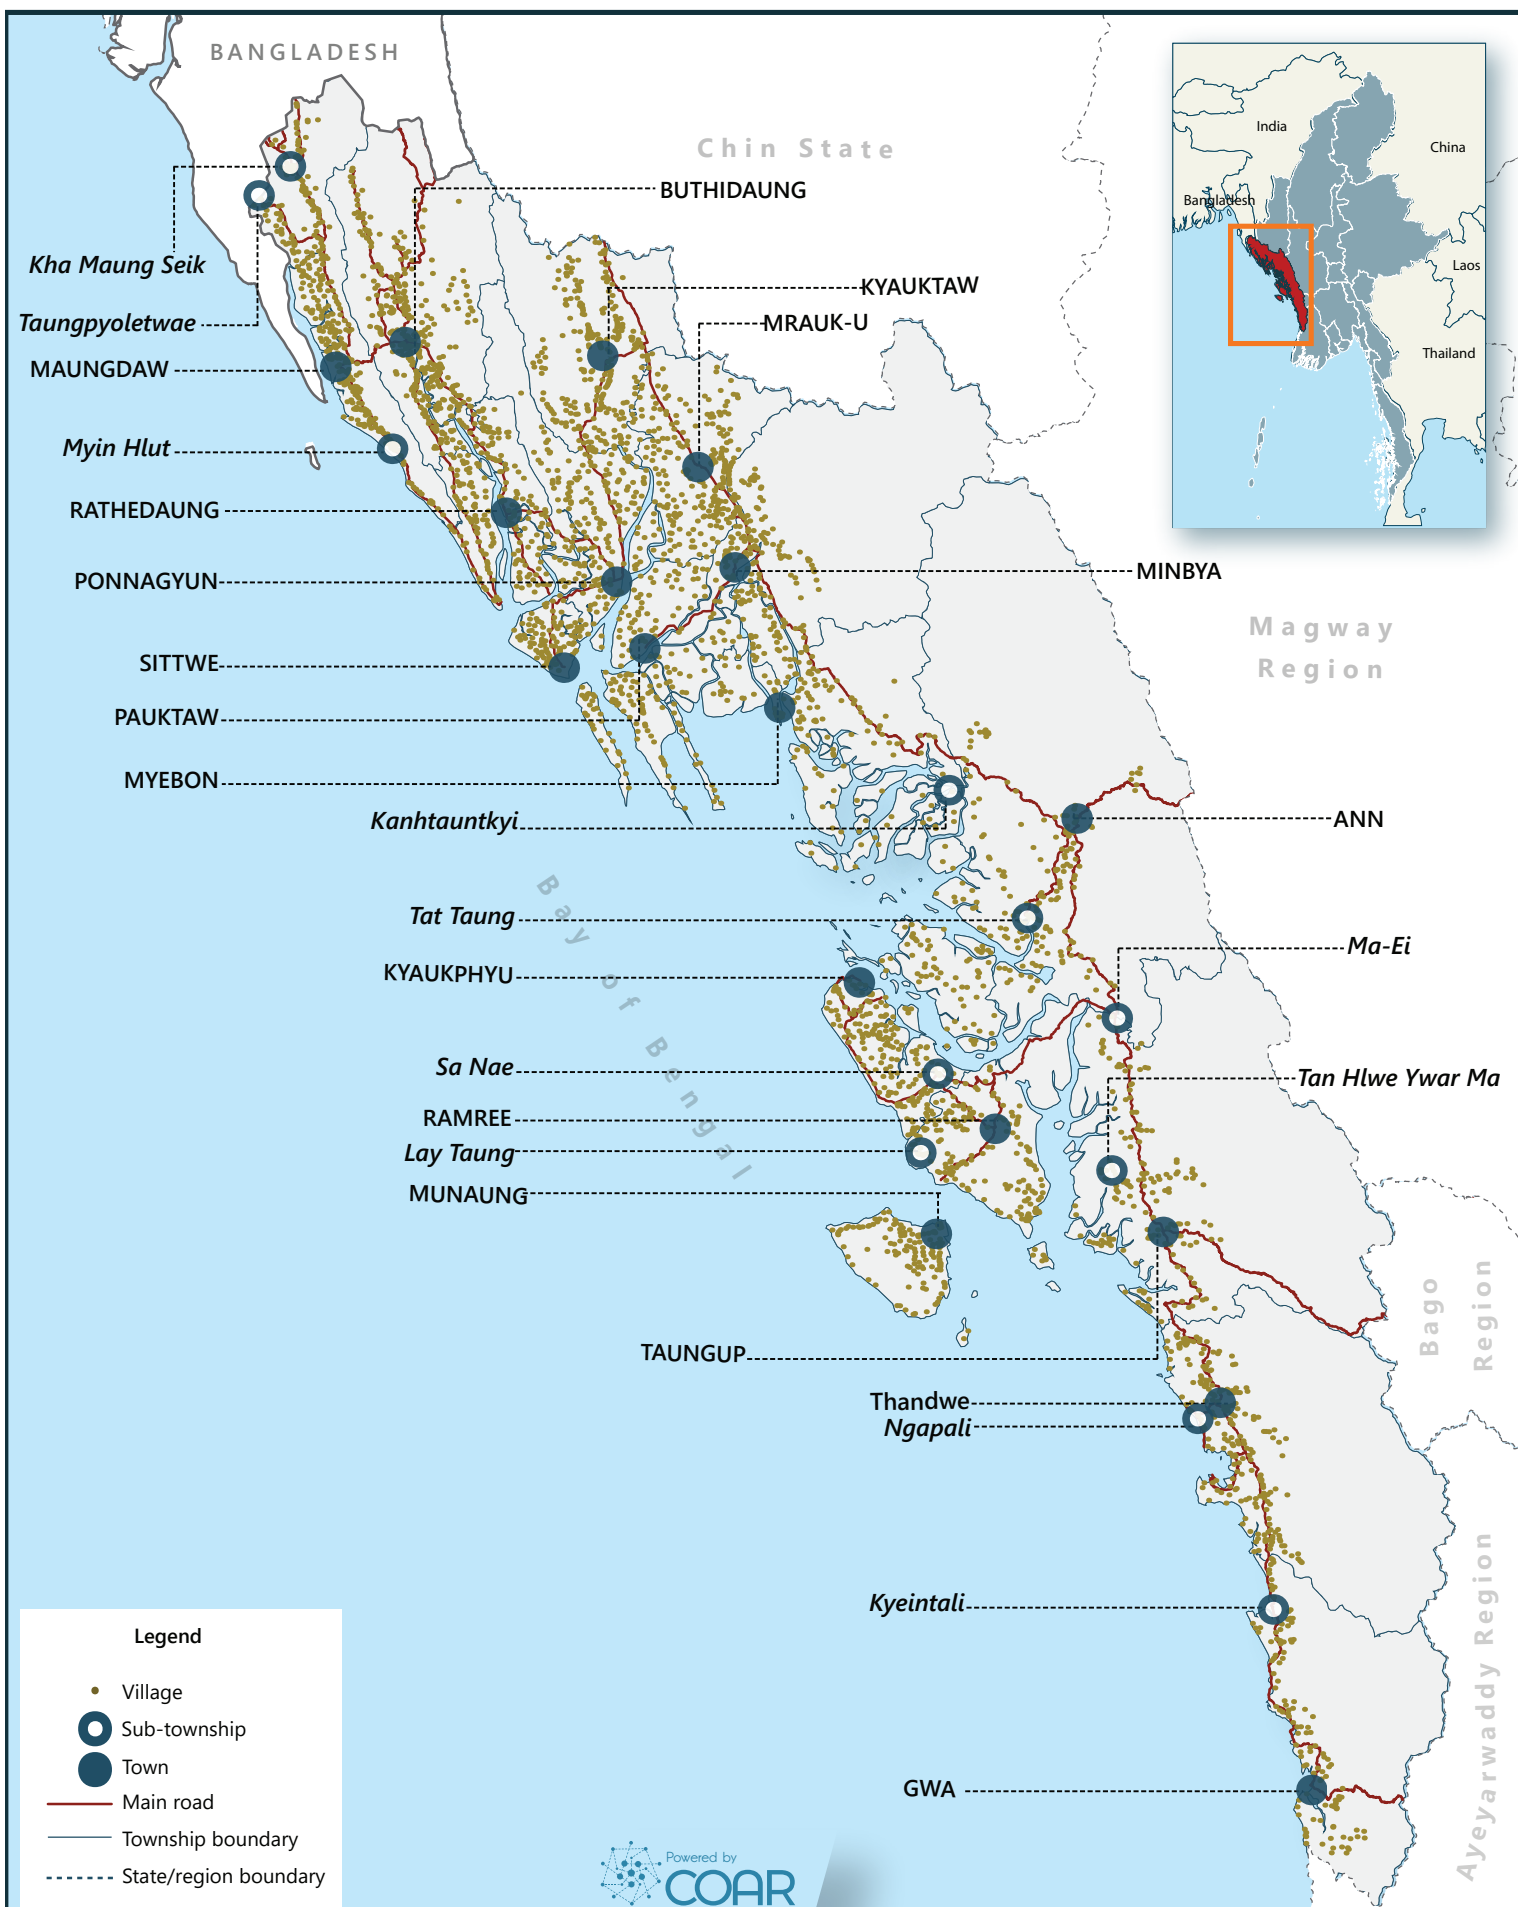 BANGLADESH
Chin State
India
China
Bangladesh
Laos
Thailand
BUTHIDAUNG
Kha Maung Seik
KYAUKTAW
Taungpyoletwae
MRAUK-U
MAUNGDAW
Myin Hlut
RATHEDAUNG
PONNAGYUN
MINBYA
Magway
Region
SITTWE
PAUKTAW
MYEBON
Kanhtauntkyi
ANN
Bay of Bengal
Tat Taung
Ma-Ei
KYAUKPHYU
Sa Nae
Tan Hlwe Ywar Ma
RAMREE
Lay Taung
MUNAUNG
Bago
Region
TAUNGUP
Thandwe
Ngapali
Kyeintali
Ayeyarwaddy Region
GWA
Legend
Village
Sub-township
Town
Main road
Township boundary
State/region boundary
Powered by
COAR